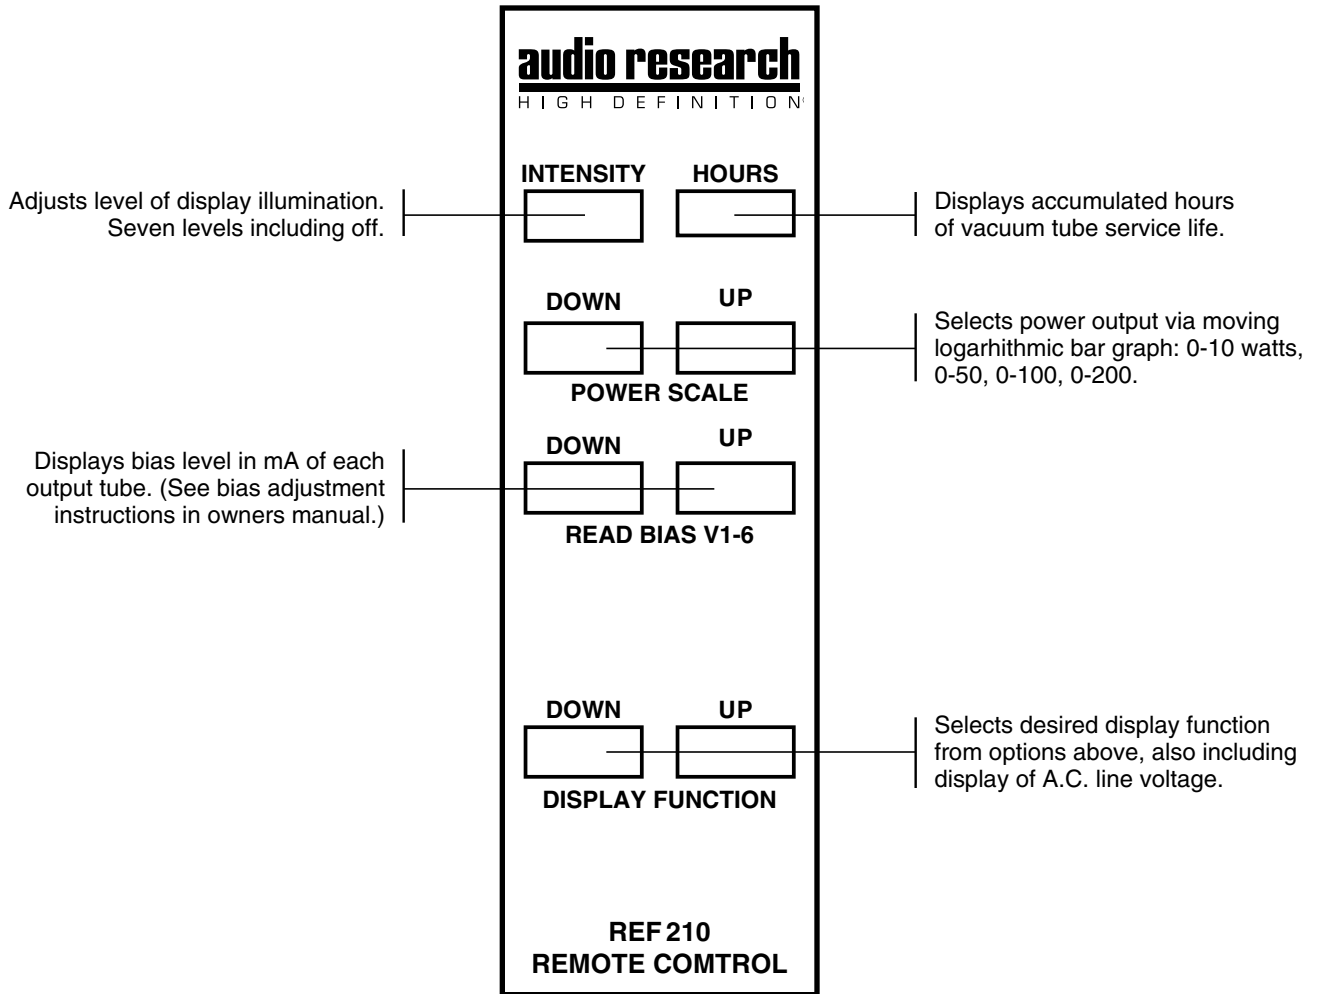 audio research
HIGH DEFINITION
INTENSITY
HOURS
Adjusts level of display illumination.
Seven levels including off.
Displays accumulated hours
of vacuum tube service life.
DOWN
UP
POWER SCALE
Selects power output via moving
logarhithmic bar graph: 0-10 watts,
0-50, 0-100, 0-200.
DOWN
UP
READ BIAS V1-6
Displays bias level in mA of each
output tube. (See bias adjustment
instructions in owners manual.)
DOWN
UP
DISPLAY FUNCTION
Selects desired display function
from options above, also including
display of A.C. line voltage.
REF 210
REMOTE COMTROL